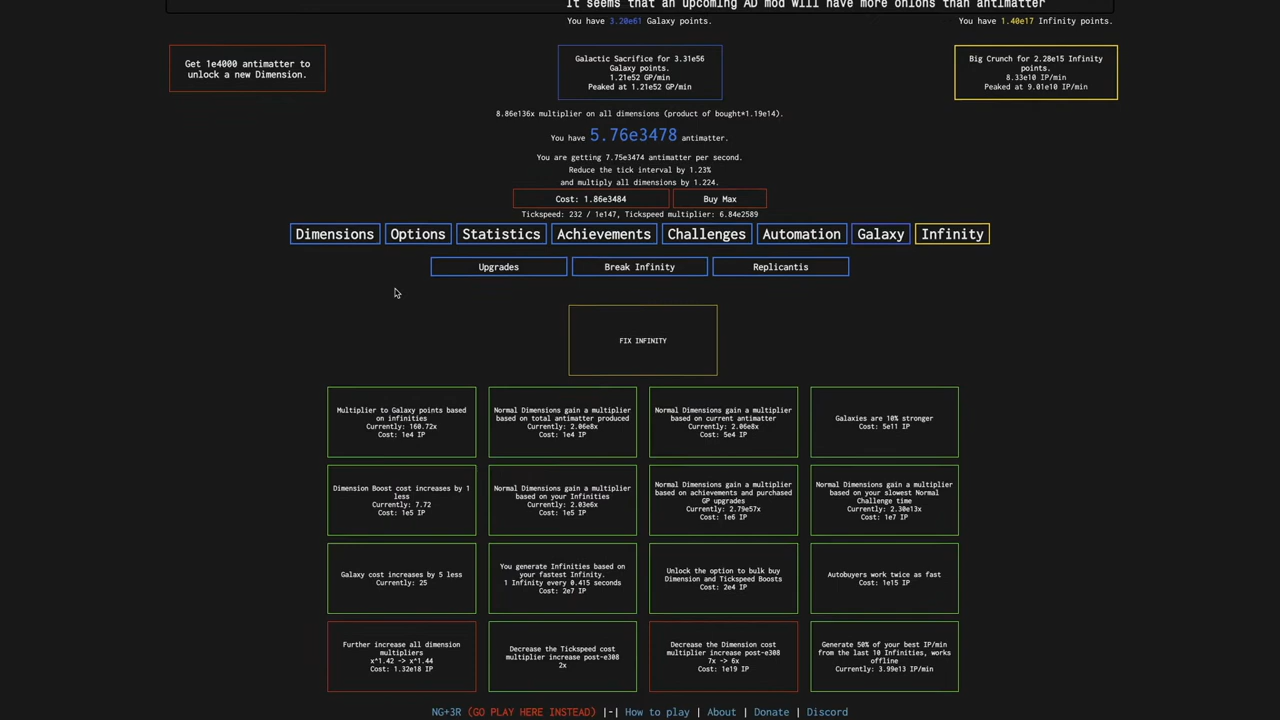 It seems that an upcoming AD mod will have more onions than antimatter
You have 3.20e61 Galaxy points.
You have 1.40e17 Infinity points.
Get 1e4000 antimatter to
unlock a new Dimension.
Galactic Sacrifice for 3.31e56
Galaxy points.
1.21e52 GP/min
Peaked at 1.21e52 GP/min
Big Crunch for 2.28e15 Infinity
points.
8.33e10 IP/min
Peaked at 9.01e10 IP/min
8.86e136x multiplier on all dimensions (product of bought*1.19e14).
You have 5.76e3478 antimatter.
You are getting 7.75e3474 antimatter per second.
Reduce the tick interval by 1.23%
and multiply all dimensions by 1.224.
Cost: 1.86e3484
Buy Max
Tickspeed: 232 / 1e147, Tickspeed multiplier: 6.84e2589
Dimensions
Options
Statistics
Achievements
Challenges
Automation
Galaxy
Infinity
Upgrades
Break Infinity
Replicantis
FIX INFINITY
Multiplier to Galaxy points based
on infinities
Currently: 160.72x
Cost: 1e4 IP
Normal Dimensions gain a multiplier
based on total antimatter produced
Currently: 2.06e8x
Cost: 1e4 IP
Normal Dimensions gain a multiplier
based on current antimatter
Currently: 2.06e8x
Cost: 5e4 IP
Galaxies are 10% stronger
Cost: 5e11 IP
Dimension Boost cost increases by 1
less
Currently: 7.72
Cost: 1e5 IP
Normal Dimensions gain a multiplier
based on your Infinities
Currently: 2.03e6x
Cost: 1e5 IP
Normal Dimensions gain a multiplier
based on achievements and purchased
GP upgrades
Currently: 2.79e57x
Cost: 1e6 IP
Normal Dimensions gain a multiplier
based on your slowest Normal
Challenge time
Currently: 2.30e13x
Cost: 1e7 IP
Galaxy cost increases by 5 less
Currently: 25
You generate Infinities based on
your fastest Infinity.
1 Infinity every 0.415 seconds
Cost: 2e7 IP
Unlock the option to bulk buy
Dimension and Tickspeed Boosts
Cost: 2e4 IP
Autobuyers work twice as fast
Cost: 1e15 IP
Further increase all dimension
multipliers
x^1.42 -> x^1.44
Cost: 1.32e18 IP
Decrease the Tickspeed cost
multiplier increase post-e308
2x
Decrease the Dimension cost
multiplier increase post-e308
7x -> 6x
Cost: 1e19 IP
Generate 50% of your best IP/min
from the last 10 Infinities, works
offline
Currently: 3.99e13 IP/min
NG+3R (GO PLAY HERE INSTEAD) |-| How to play | About | Donate | Discord